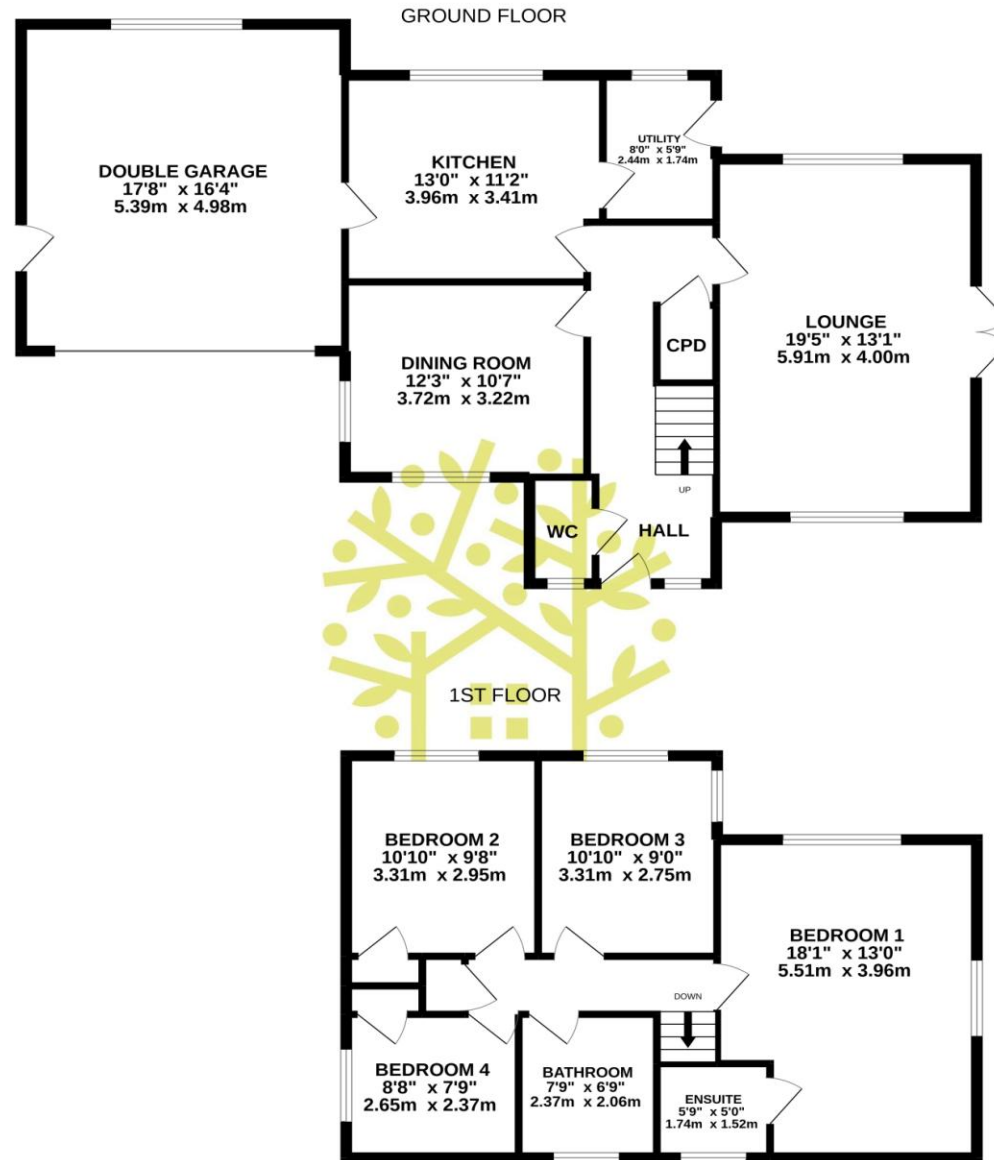 GROUND FLOOR
DOUBLE GARAGE
17'8" x 16'4"
5.39m x 4.98m
KITCHEN
13'0" x 11'2"
3.96m x 3.41m
UTILITY
8'0" x 5'9"
2.44m x 1.74m
LOUNGE
19'5" x 13'1"
5.91m x 4.00m
DINING ROOM
12'3" x 10'7"
3.72m x 3.22m
CPD
UP
WC
HALL
1ST FLOOR
BEDROOM 2
10'10" x 9'8"
3.31m x 2.95m
BEDROOM 3
10'10" x 9'0"
3.31m x 2.75m
BEDROOM 1
18'1" x 13'0"
5.51m x 3.96m
DOWN
BEDROOM 4
8'8" x 7'9"
2.65m x 2.37m
BATHROOM
7'9" x 6'9"
2.37m x 2.06m
ENSUITE
5'9" x 5'0"
1.74m x 1.52m